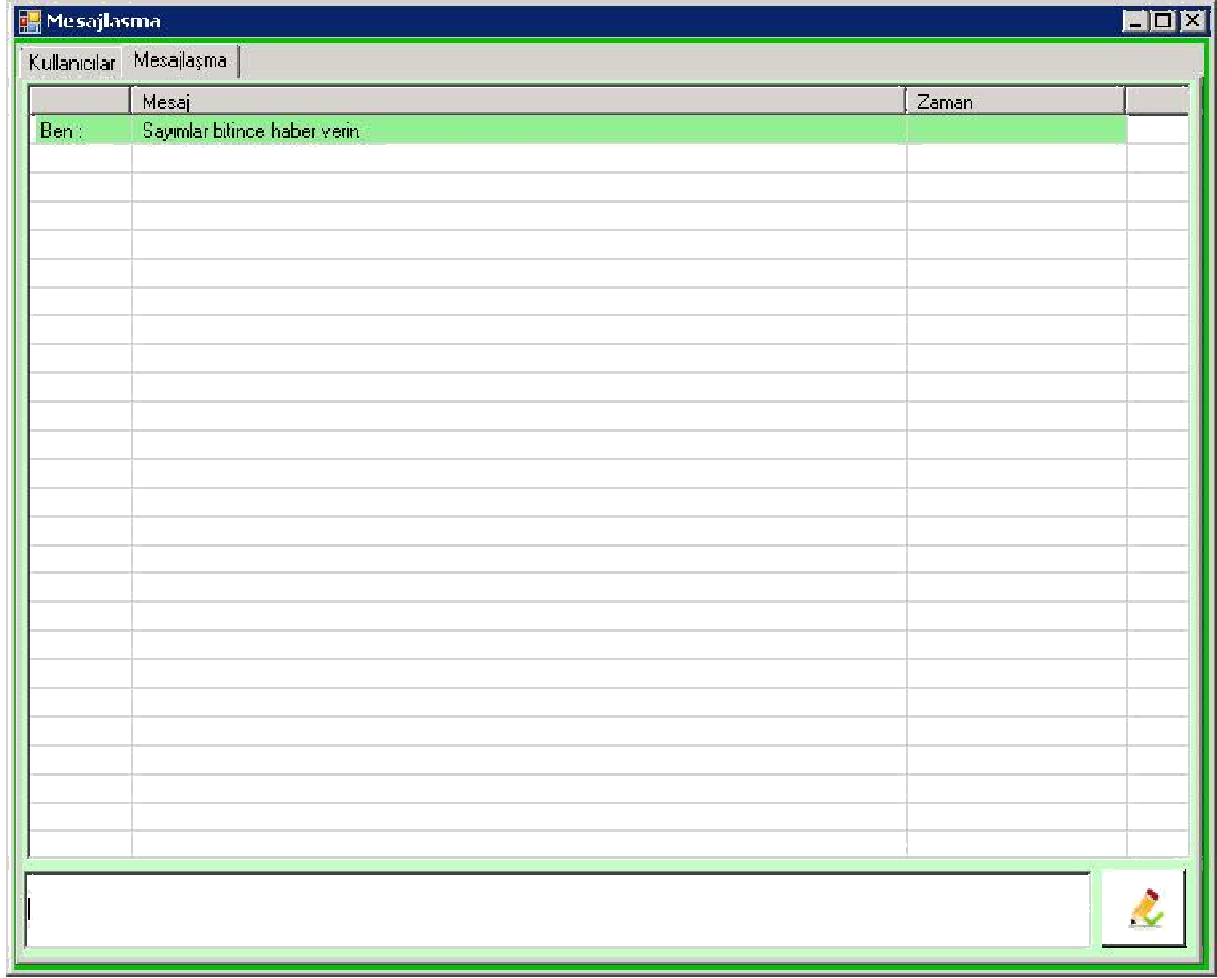 Mesajlasma
Kullanıcılar Mesajlaşma
Mesaj Zaman
Ben : Sayımlar bitince haber verin